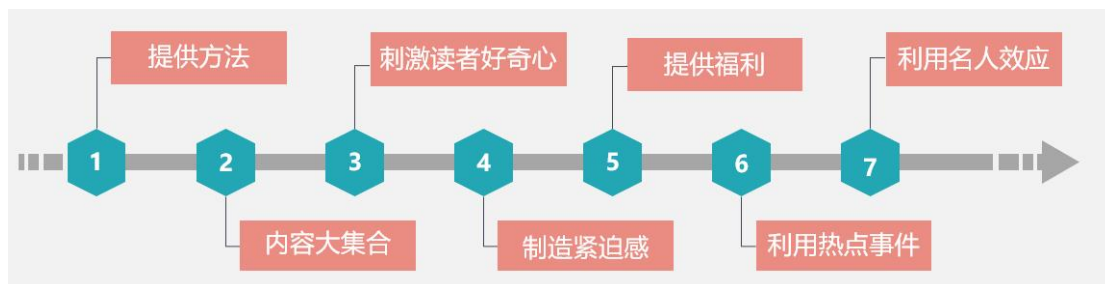 1
提供方法
2
内容大集合
3
刺激读者好奇心
4
制造紧迫感
5
提供福利
6
利用热点事件
7
利用名人效应